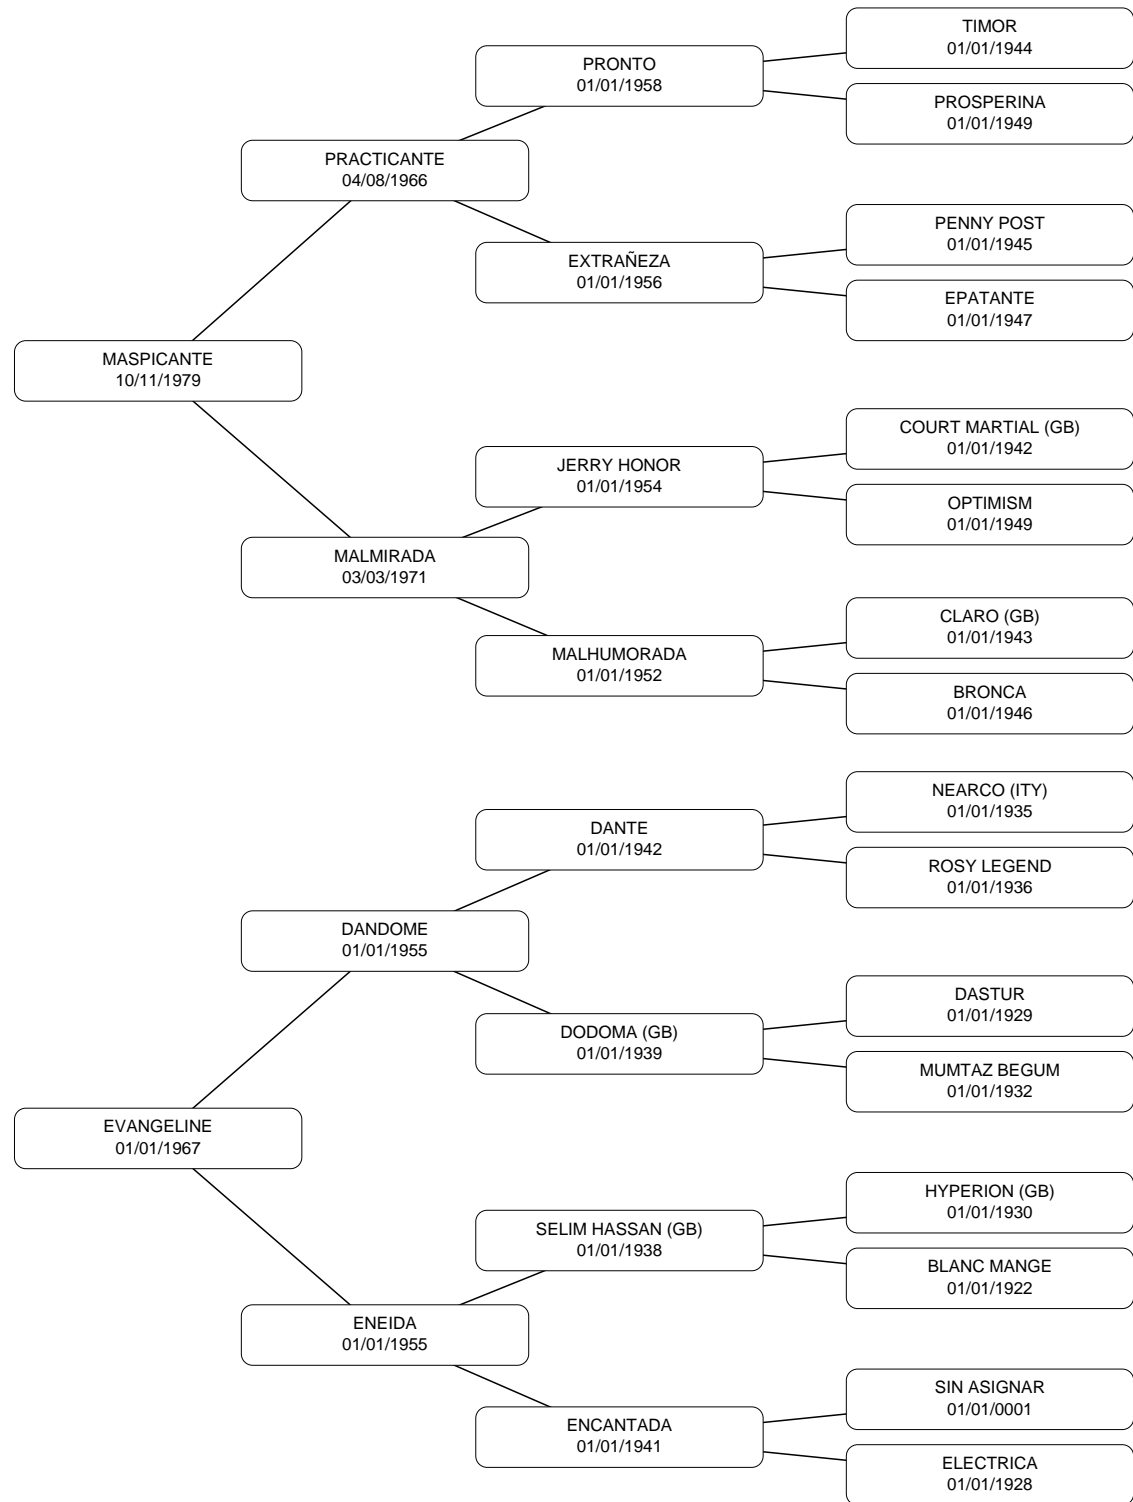 TIMOR
01/01/1944
PRONTO
01/01/1958
PROSPERINA
01/01/1949
PRACTICANTE
04/08/1966
PENNY POST
01/01/1945
EXTRAÑEZA
01/01/1956
EPATANTE
01/01/1947
MASPICANTE
10/11/1979
COURT MARTIAL (GB)
01/01/1942
JERRY HONOR
01/01/1954
OPTIMISM
01/01/1949
MALMIRADA
03/03/1971
CLARO (GB)
01/01/1943
MALHUMORADA
01/01/1952
BRONCA
01/01/1946
NEARCO (ITY)
01/01/1935
DANTE
01/01/1942
ROSY LEGEND
01/01/1936
DANDOME
01/01/1955
DASTUR
01/01/1929
DODOMA (GB)
01/01/1939
MUMTAZ BEGUM
01/01/1932
EVANGELINE
01/01/1967
HYPERION (GB)
01/01/1930
SELIM HASSAN (GB)
01/01/1938
BLANC MANGE
01/01/1922
ENEIDA
01/01/1955
SIN ASIGNAR
01/01/0001
ENCANTADA
01/01/1941
ELECTRICA
01/01/1928